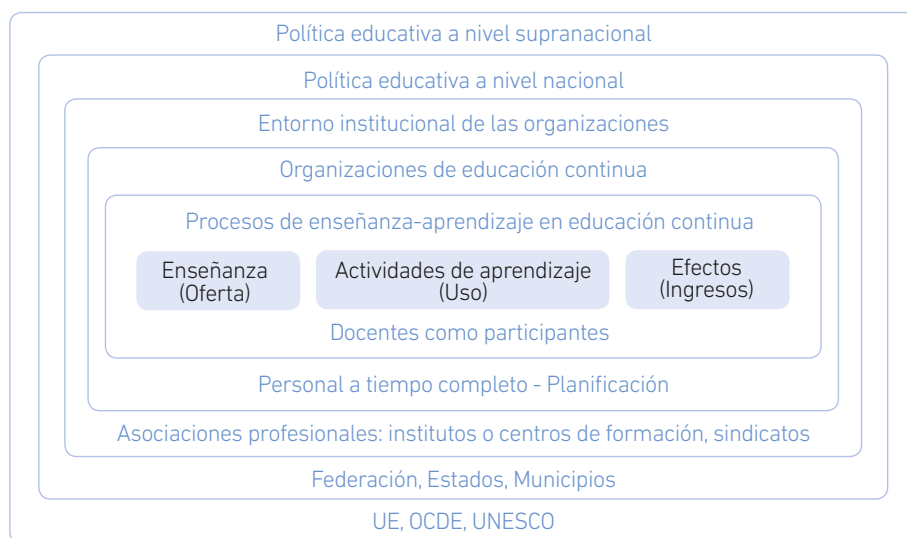 Política educativa a nivel supranacional
Política educativa a nivel nacional
Entorno institucional de las organizaciones
Organizaciones de educación continua
Procesos de enseñanza-aprendizaje en educación continua
Enseñanza
(Oferta)
Actividades de aprendizaje
(Uso)
Efectos
(Ingresos)
Docentes como participantes
Personal a tiempo completo - Planificación
Asociaciones profesionales: institutos o centros de formación, sindicatos
Federación, Estados, Municipios
UE, OCDE, UNESCO